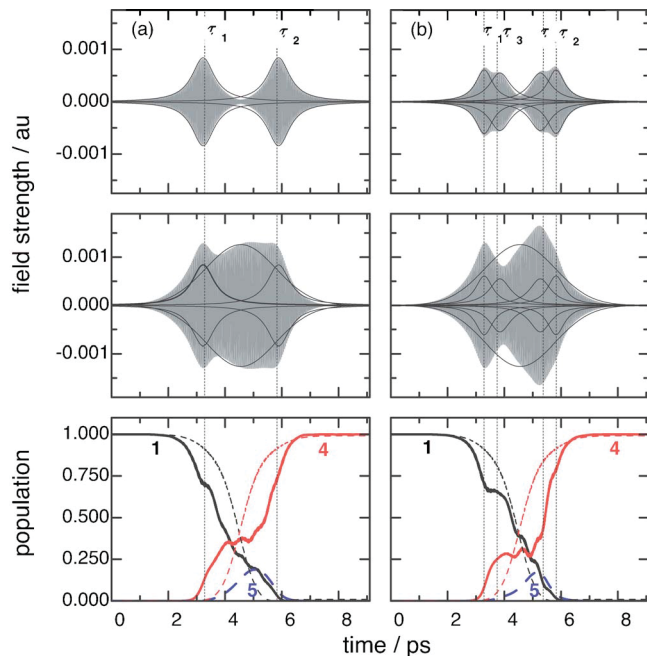 (a) τ 1 τ 2 (b) τ 1 τ 3 τ τ 2
0.001
0.000
-0.001
field strength / au
0.001
0.000
-0.001
1.000
0.750
0.500
0.250
0.000
population
1 4 5
1 4 5
0 2 4 6 8 0 2 4 6 8
time / ps